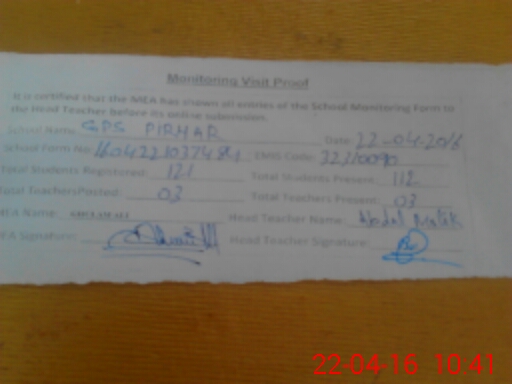 Monitoring Visit Proof
It is certified that the MEA has shown all entries of the School Monitoring Form to
the Head Teacher before its online submission.
School Name: GPS PIRHAR Date: 22-04-2016
School Form No: EMIS Code: 32310090
Total Students Registered: 121 Total Students Present: 112
Total Teachers Posted: 03 Total Teachers Present: 03
MEA Name: Head Teacher Name: Abdul Malik
MEA Signature: Head Teacher Signature:
22-04-16 10:41